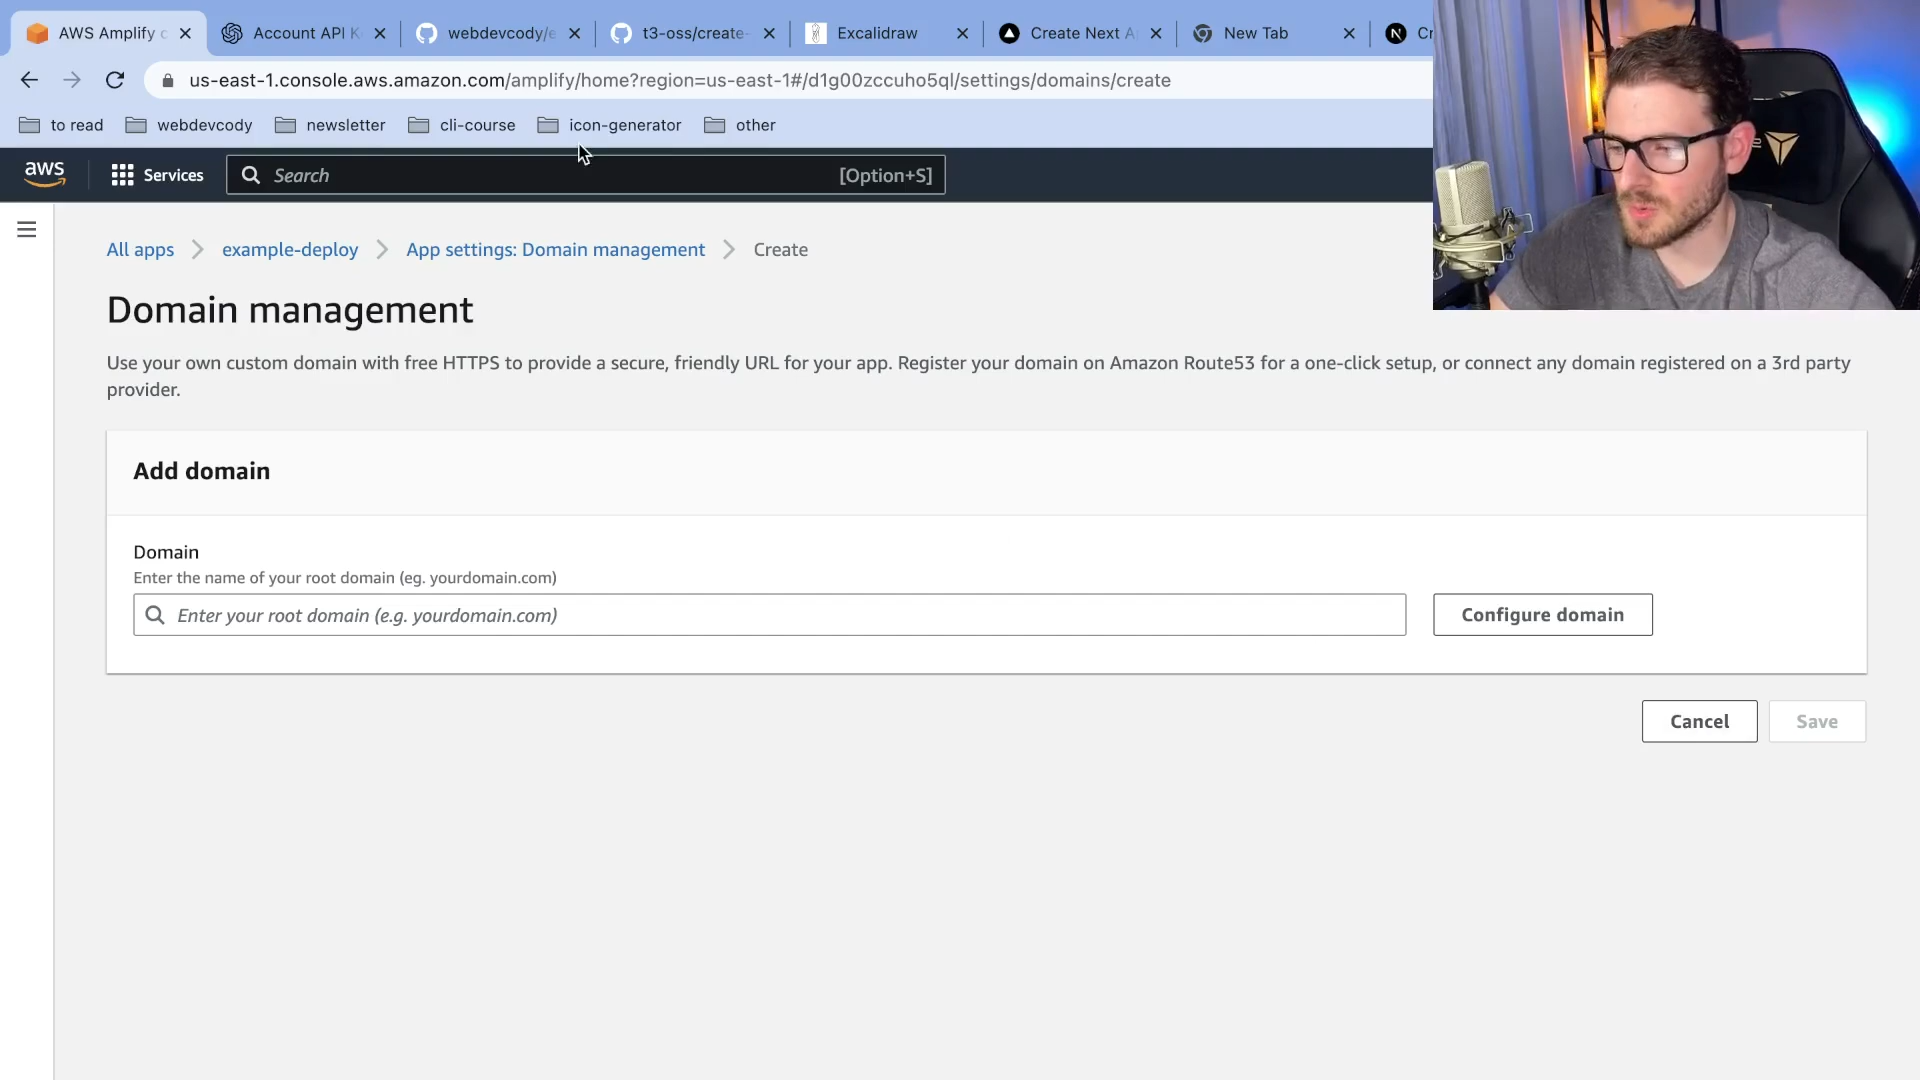 AWS Amplify c
Account API K
webdevcody/e
t3-oss/create-
Excalidraw
Create Next A
New Tab
Cr
us-east-1.console.aws.amazon.com/amplify/home?region=us-east-1#/d1g00zccuho5ql/settings/domains/create
to read
webdevcody
newsletter
cli-course
icon-generator
other
aws
Services
Search
[Option+S]
All apps
example-deploy
App settings: Domain management
Create
Domain management
Use your own custom domain with free HTTPS to provide a secure, friendly URL for your app. Register your domain on Amazon Route53 for a one-click setup, or connect any domain registered on a 3rd party
provider.
Add domain
Domain
Enter the name of your root domain (eg. yourdomain.com)
Enter your root domain (e.g. yourdomain.com)
Configure domain
Cancel
Save